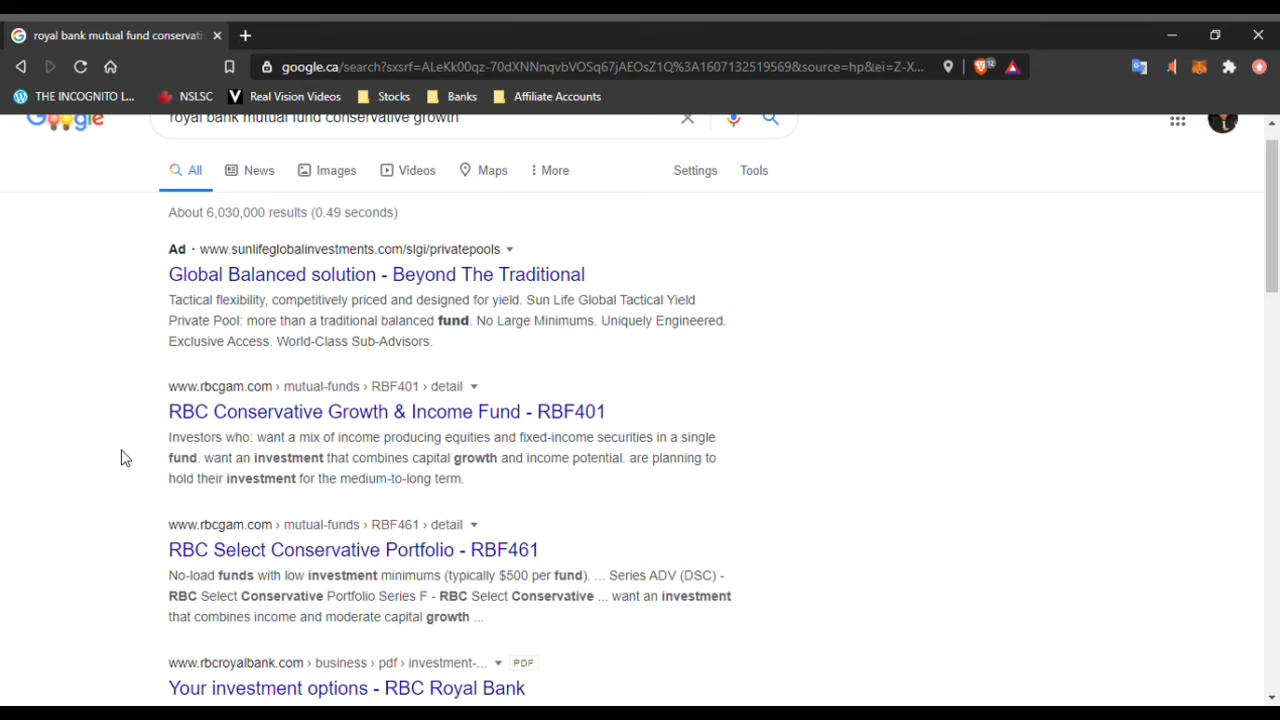 royal bank mutual fund conservati
google.ca/search?sxsrf=ALeKk00qz-70dXNNnqvbVOSq67jAEOsZ1Q%3A1607132519569&source=hp&ei=Z-X...
12
THE INCOGNITO L...
NSLSC
Real Vision Videos
Stocks
Banks
Affiliate Accounts
Google
royal bank mutual fund conservative growth
All
News
Images
Videos
Maps
More
Settings
Tools
About 6,030,000 results (0.49 seconds)
Ad · www.sunlifeglobalinvestments.com/slgi/privatepools
Global Balanced solution - Beyond The Traditional
Tactical flexibility, competitively priced and designed for yield. Sun Life Global Tactical Yield
Private Pool: more than a traditional balanced fund. No Large Minimums. Uniquely Engineered.
Exclusive Access. World-Class Sub-Advisors.
www.rbcgam.com › mutual-funds › RBF401 › detail
RBC Conservative Growth & Income Fund - RBF401
Investors who: want a mix of income producing equities and fixed-income securities in a single
fund. want an investment that combines capital growth and income potential. are planning to
hold their investment for the medium-to-long term.
www.rbcgam.com › mutual-funds › RBF461 › detail
RBC Select Conservative Portfolio - RBF461
No-load funds with low investment minimums (typically $500 per fund). ... Series ADV (DSC) -
RBC Select Conservative Portfolio Series F - RBC Select Conservative ... want an investment
that combines income and moderate capital growth ...
www.rbcroyalbank.com › business › pdf › investment-... PDF
Your investment options - RBC Royal Bank